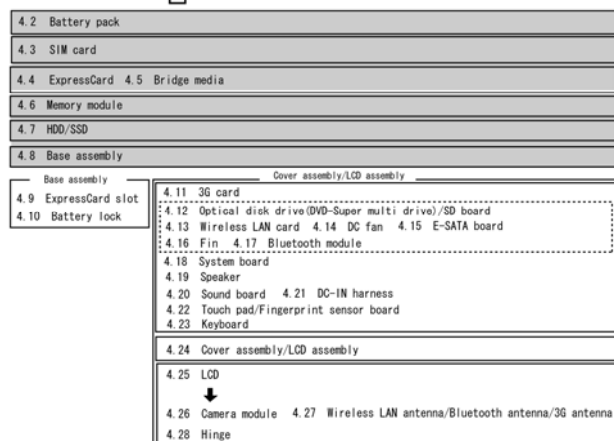 4.2 Battery pack
4.3 SIM card
4.4 ExpressCard 4.5 Bridge media
4.6 Memory module
4.7 HDD/SSD
4.8 Base assembly
Base assembly
4.9 ExpressCard slot
4.10 Battery lock
Cover assembly/LCD assembly
4.11 3G card
4.12 Optical disk drive(DVD-Super multi drive)/SD board
4.13 Wireless LAN card 4.14 DC fan 4.15 E-SATA board
4.16 Fin 4.17 Bluetooth module
4.18 System board
4.19 Speaker
4.20 Sound board 4.21 DC-IN harness
4.22 Touch pad/Fingerprint sensor board
4.23 Keyboard
4.24 Cover assembly/LCD assembly
4.25 LCD
4.26 Camera module 4.27 Wireless LAN antenna/Bluetooth antenna/3G antenna
4.28 Hinge